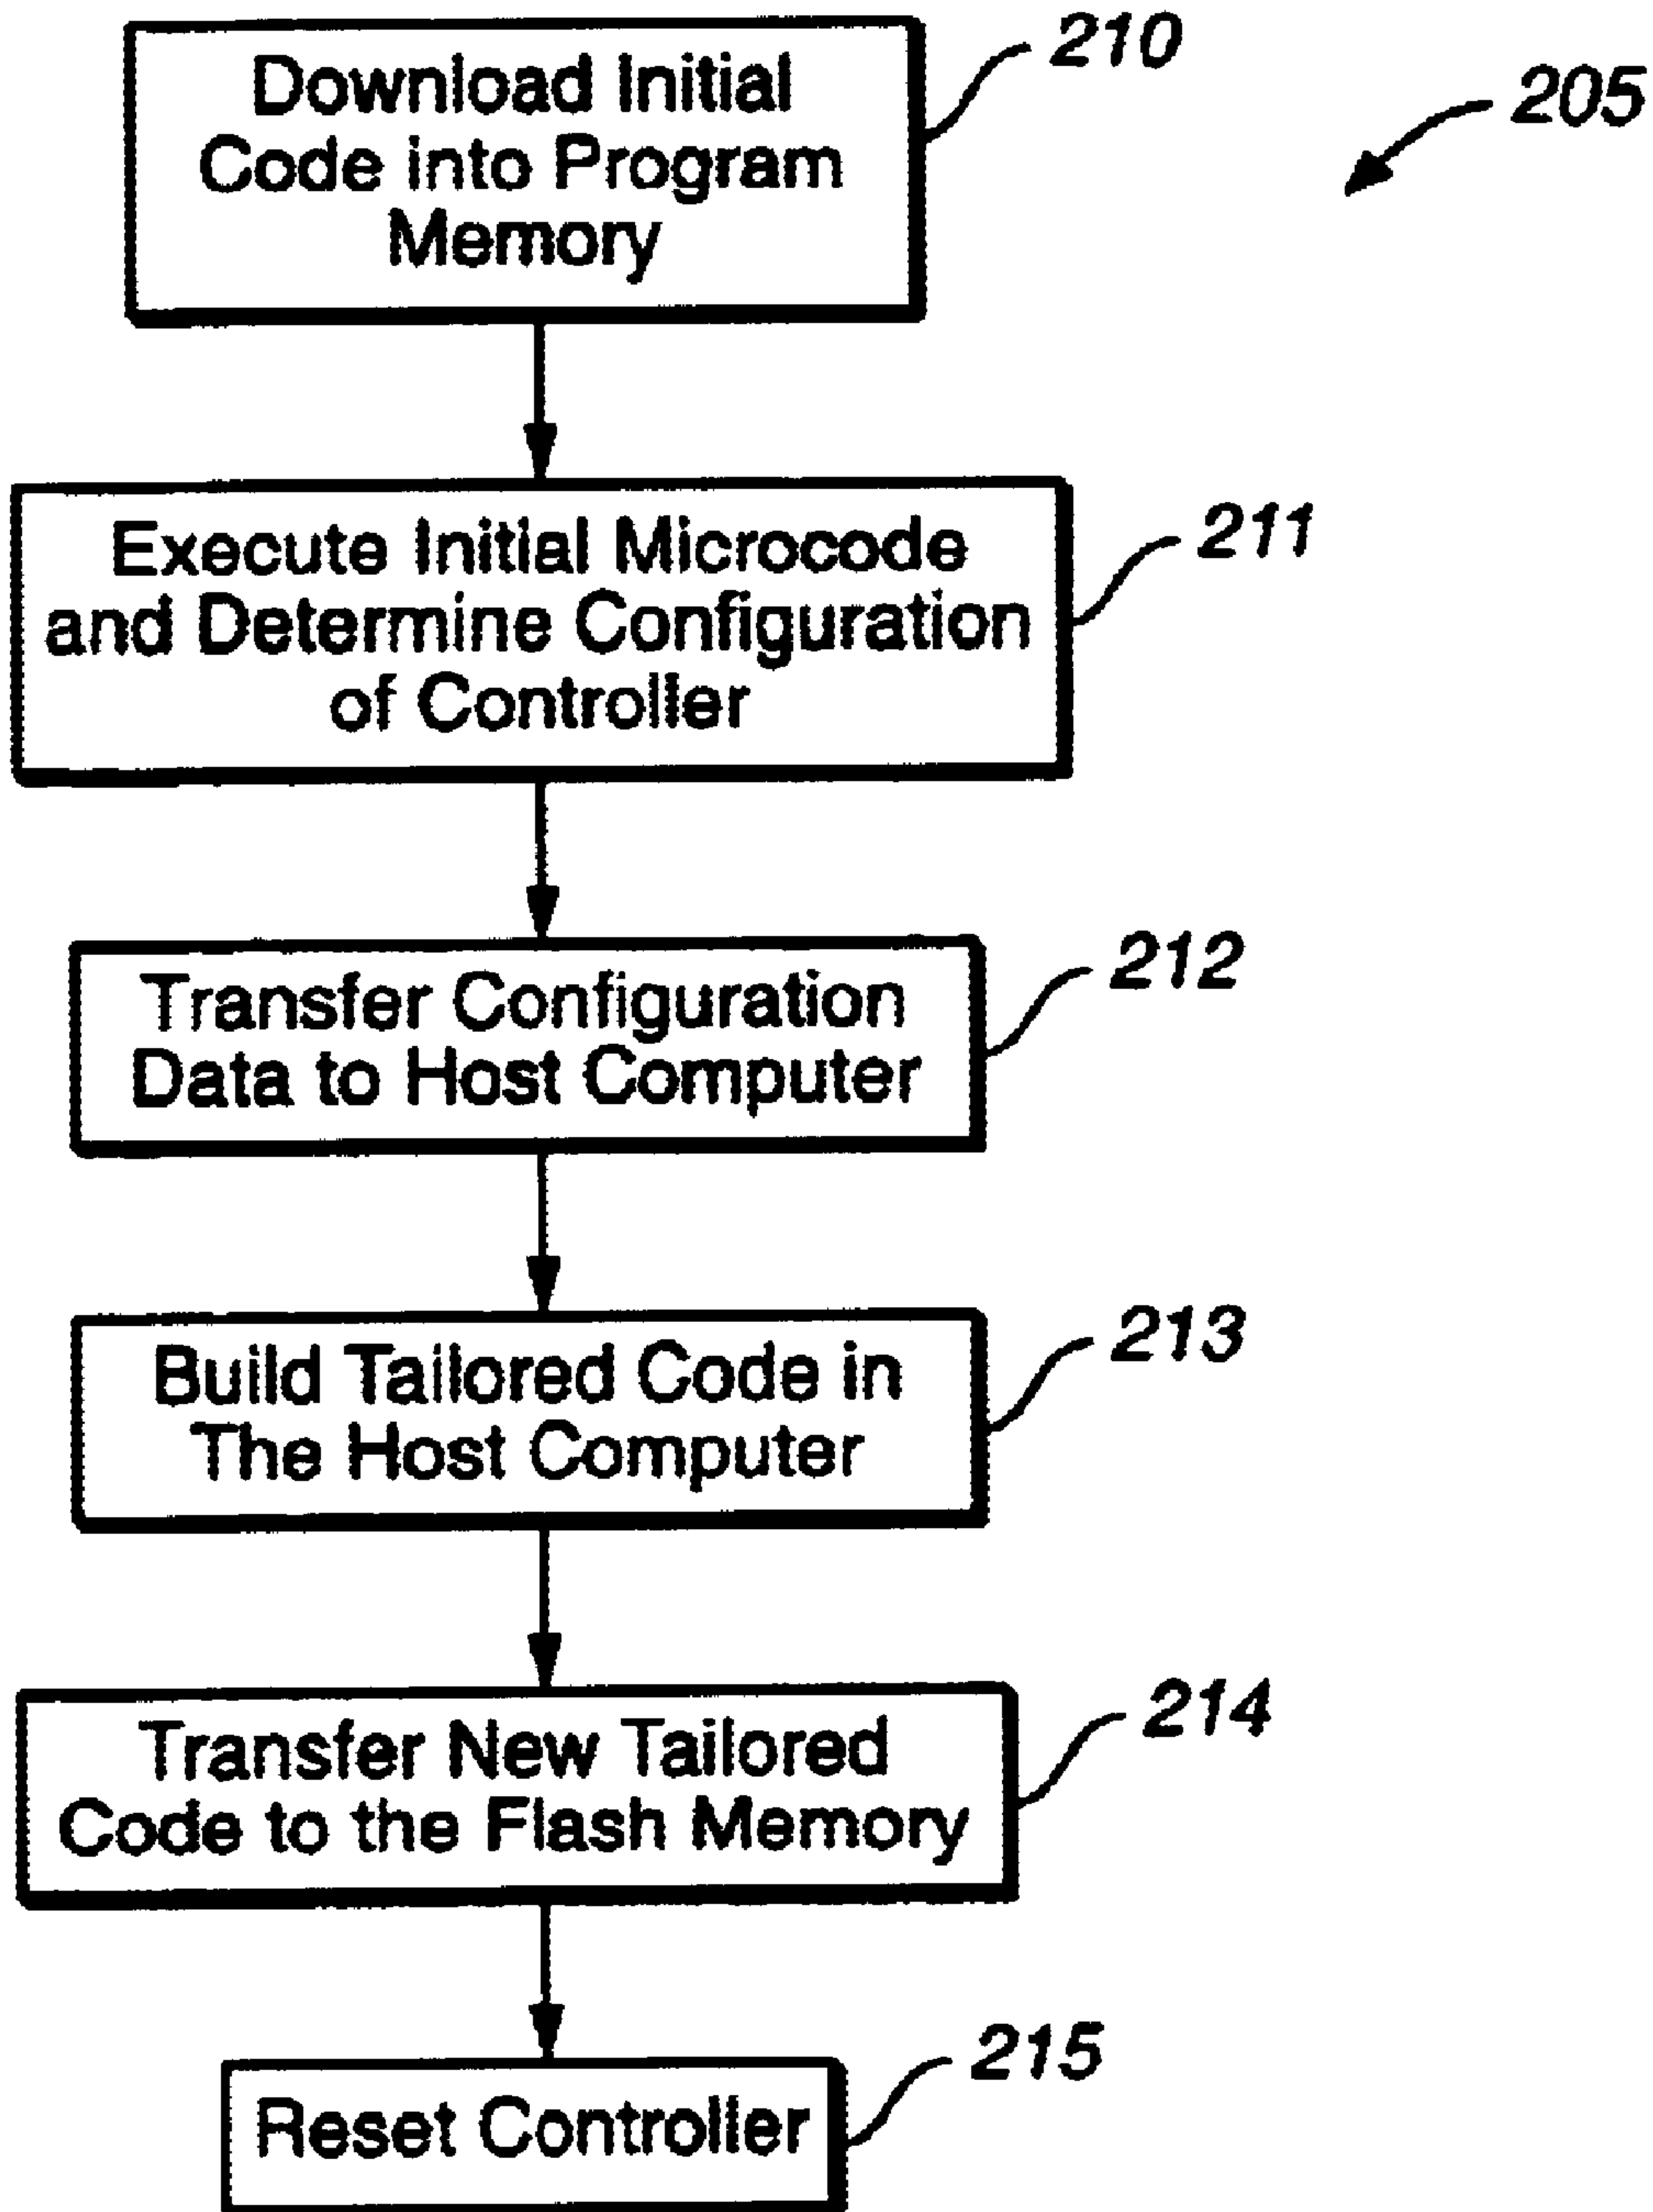 Download Initial
Code into Program
Memory
210
205
Execute Initial Microcode
and Determine Configuration
of Controller
211
Transfer Configuration
Data to Host Computer
212
Build Tailored Code in
The Host Computer
213
Transfer New Tailored
Code to the Flash Memory
214
Reset Controller
215